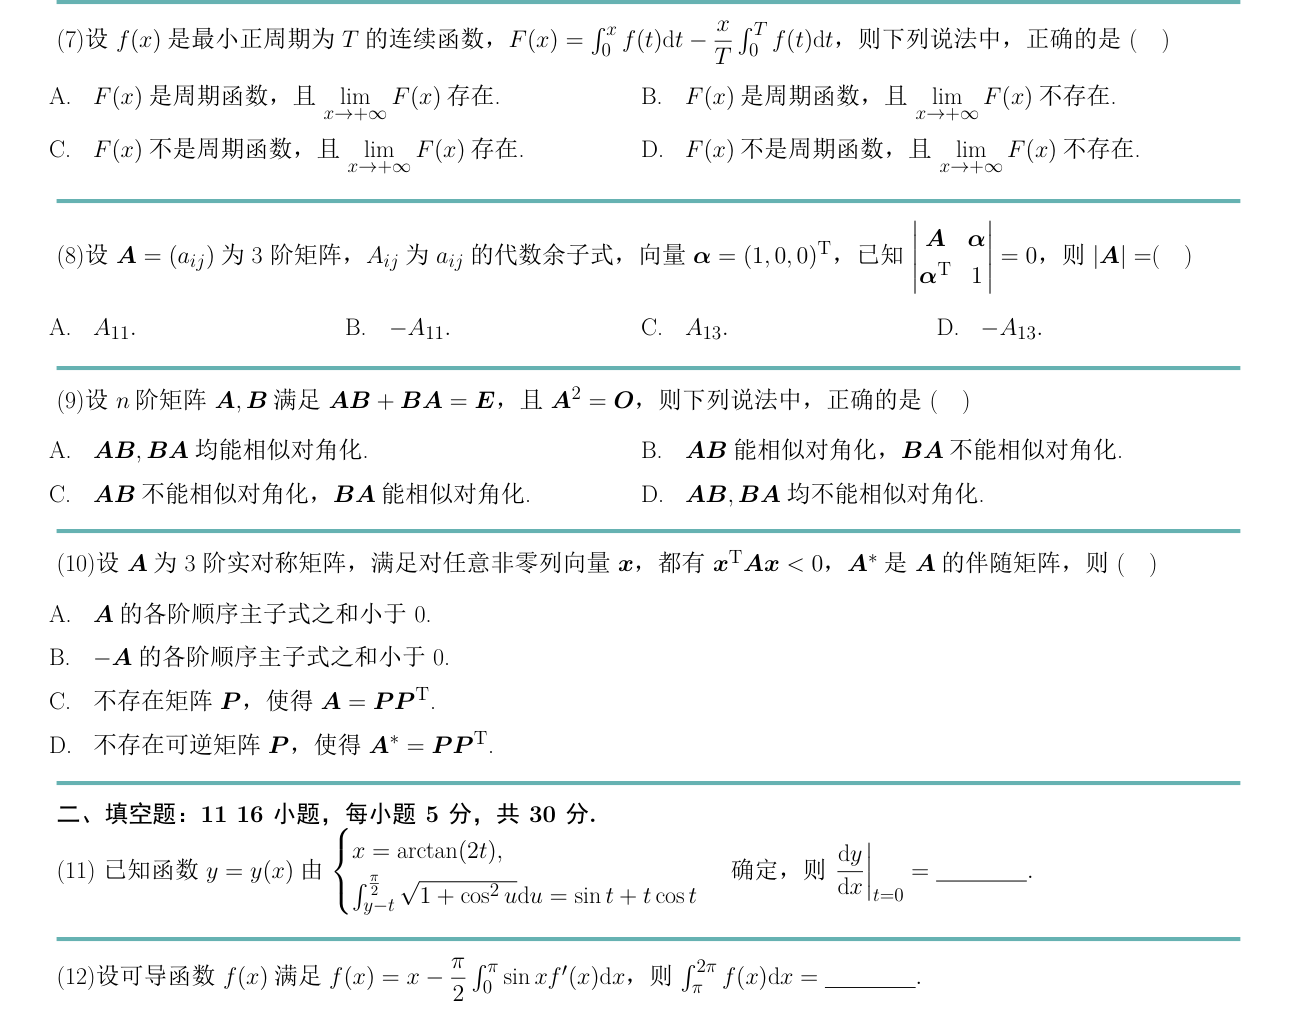 (7)设 f(x) 是最小正周期为 T 的连续函数，F(x) = ∫₀ˣ f(t)dt − x/T ∫₀ᵀ f(t)dt，则下列说法中，正确的是 (　)
A. F(x) 是周期函数，且 lim_{x→+∞} F(x) 存在. B. F(x) 是周期函数，且 lim_{x→+∞} F(x) 不存在.
C. F(x) 不是周期函数，且 lim_{x→+∞} F(x) 存在. D. F(x) 不是周期函数，且 lim_{x→+∞} F(x) 不存在.
(8)设 A = (a_{ij}) 为 3 阶矩阵，A_{ij} 为 a_{ij} 的代数余子式，向量 α = (1, 0, 0)^T，已知 |A α; α^T 1| = 0，则 |A| =(　)
A. A₁₁. B. −A₁₁. C. A₁₃. D. −A₁₃.
(9)设 n 阶矩阵 A, B 满足 AB + BA = E，且 A² = O，则下列说法中，正确的是 (　)
A. AB, BA 均能相似对角化. B. AB 能相似对角化，BA 不能相似对角化.
C. AB 不能相似对角化，BA 能相似对角化. D. AB, BA 均不能相似对角化.
(10)设 A 为 3 阶实对称矩阵，满足对任意非零列向量 x，都有 x^T Ax < 0，A* 是 A 的伴随矩阵，则 (　)
A. A 的各阶顺序主子式之和小于 0.
B. −A 的各阶顺序主子式之和小于 0.
C. 不存在矩阵 P，使得 A = PP^T.
D. 不存在可逆矩阵 P，使得 A* = PP^T.
二、填空题：11 16 小题，每小题 5 分，共 30 分.
(11) 已知函数 y = y(x) 由 { x = arctan(2t), ∫_{y−t}^{π/2} √(1 + cos² u)du = sin t + t cos t 确定，则 dy/dx|_{t=0} = ________.
(12)设可导函数 f(x) 满足 f(x) = x − π/2 ∫₀^π sin xf′(x)dx，则 ∫_π^{2π} f(x)dx = ________.